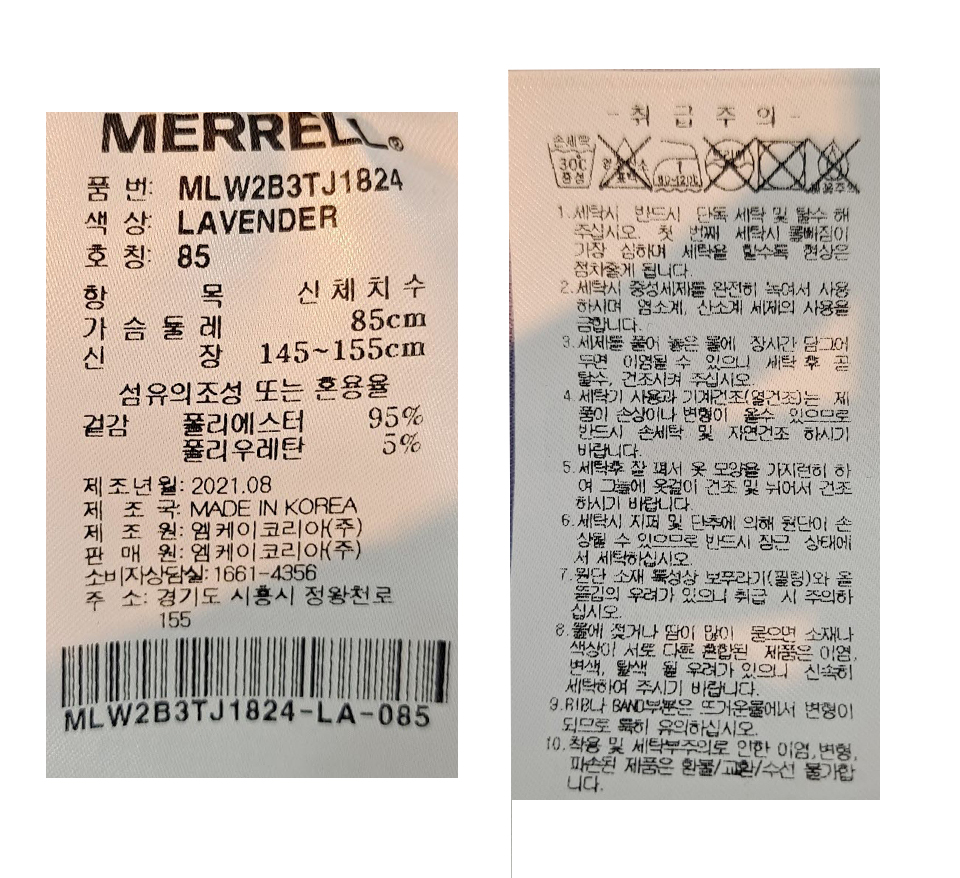 MERRELL®
품 번: MLW2B3TJ1824
색 상: LAVENDER
호 칭: 85
항 목 신 체 치 수
가 슴 둘 레 85cm
신 장 145~155cm
섬유의조성 또는 혼용율
겉감 폴리에스터 95%
폴리우레탄 5%
제조년월: 2021.08
제 조 국: MADE IN KOREA
제 조 원: 엠케이코리아(주)
판 매 원: 엠케이코리아(주)
소비자상담실: 1661-4356
주 소: 경기도 시흥시 정왕천로
155
MLW2B3TJ1824-LA-085
- 취 급 주 의 -
손세탁
30℃
중성
1. 세탁시 반드시 단독 세탁 및 탈수 해
주십시오. 첫 번째 세탁시 물빠짐이
가장 심하며 세탁을 할수록 현상은
점차줄게 됩니다.
2. 세탁시 중성세제를 완전히 녹여서 사용
하시며 염소계, 산소계 세제의 사용을
금합니다.
3. 세제를 풀어 놓은 물에 장시간 담그어
두면 이염될 수 있으니 세탁 후 곧
탈수, 건조시켜 주십시오.
4. 세탁기 사용과 기계건조(열건조)는 제
품이 손상이나 변형이 올수 있으므로
반드시 손세탁 및 자연건조 하시기
바랍니다.
5. 세탁후 잘 펴서 옷 모양을 가지런히 하
여 그늘에 옷걸이 건조 및 뉘어서 건조
하시기 바랍니다.
6. 세탁시 지퍼 및 단추에 의해 원단이 손
상될 수 있으므로 반드시 잠근 상태에
서 세탁하십시오.
7. 원단 소재 특성상 보푸라기(필링)와 올
뜯김의 우려가 있으니 취급 시 주의하
십시오.
8. 물에 젖거나 땀이 많이 묻으면 소재나
색상이 서로 다른 혼합된 제품은 이염,
변색, 탈색 될 우려가 있으니 신속히
세탁하여 주시기 바랍니다.
9. RIB나 BAND부분은 뜨거운물에서 변형이
되므로 특히 유의하십시오.
10. 착용 및 세탁부주의로 인한 이염,변형,
파손된 제품은 환불/교환/수선 불가합
니다.